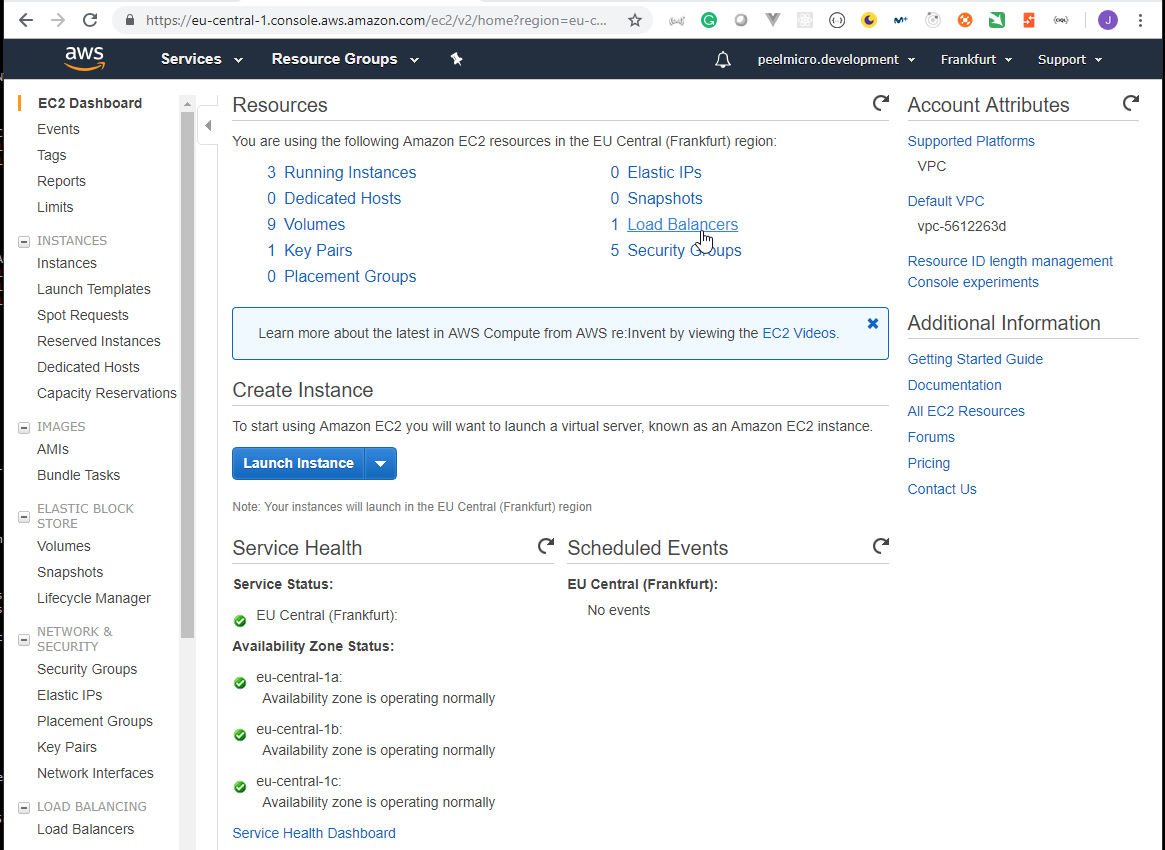 https://eu-central-1.console.aws.amazon.com/ec2/v2/home?region=eu-c...
J
aws
Services
Resource Groups
peelmicro.development
Frankfurt
Support
EC2 Dashboard
Events
Tags
Reports
Limits
INSTANCES
Instances
Launch Templates
Spot Requests
Reserved Instances
Dedicated Hosts
Capacity Reservations
IMAGES
AMIs
Bundle Tasks
ELASTIC BLOCK
STORE
Volumes
Snapshots
Lifecycle Manager
NETWORK &
SECURITY
Security Groups
Elastic IPs
Placement Groups
Key Pairs
Network Interfaces
LOAD BALANCING
Load Balancers
Resources
You are using the following Amazon EC2 resources in the EU Central (Frankfurt) region:
3 Running Instances
0 Elastic IPs
0 Dedicated Hosts
0 Snapshots
9 Volumes
1 Load Balancers
1 Key Pairs
5 Security Groups
0 Placement Groups
Learn more about the latest in AWS Compute from AWS re:Invent by viewing the EC2 Videos.
Create Instance
To start using Amazon EC2 you will want to launch a virtual server, known as an Amazon EC2 instance.
Launch Instance
Note: Your instances will launch in the EU Central (Frankfurt) region
Service Health
Service Status:
EU Central (Frankfurt):
Availability Zone Status:
eu-central-1a:
Availability zone is operating normally
eu-central-1b:
Availability zone is operating normally
eu-central-1c:
Availability zone is operating normally
Service Health Dashboard
Scheduled Events
EU Central (Frankfurt):
No events
Account Attributes
Supported Platforms
VPC
Default VPC
vpc-5612263d
Resource ID length management
Console experiments
Additional Information
Getting Started Guide
Documentation
All EC2 Resources
Forums
Pricing
Contact Us